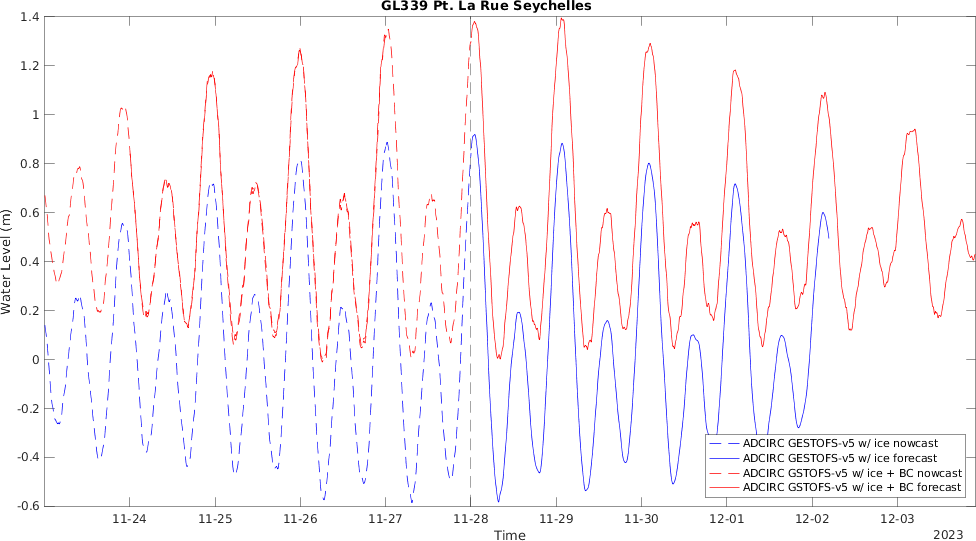 GL339 Pt. La Rue Seychelles
1.4
1.2
1
0.8
0.6
0.4
0.2
0
-0.2
-0.4
-0.6
Water Level (m)
11-24 11-25 11-26 11-27 11-28 11-29 11-30 12-01 12-02 12-03
Time
2023
ADCIRC GESTOFS-v5 w/ ice nowcast
ADCIRC GESTOFS-v5 w/ ice forecast
ADCIRC GSTOFS-v5 w/ ice + BC nowcast
ADCIRC GSTOFS-v5 w/ ice + BC forecast